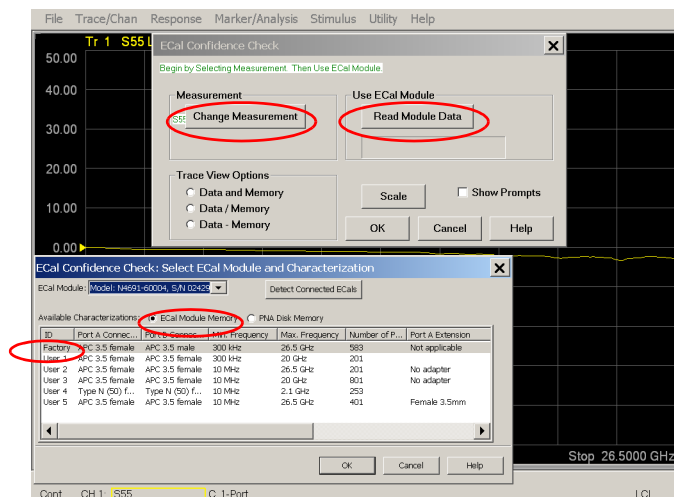 File Trace/Chan Response Marker/Analysis Stimulus Utility Help
Tr 1 S55 L
ECal Confidence Check
Begin by Selecting Measurement. Then Use ECal Module.
Measurement
Use ECal Module
S55
Change Measurement
Read Module Data
Trace View Options
Data and Memory
Data / Memory
Data - Memory
Scale
Show Prompts
OK Cancel Help
50.00
40.00
30.00
20.00
10.00
0.00
ECal Confidence Check: Select ECal Module and Characterization
ECal Module: Model: N4691-60004, S/N 02429
Detect Connected ECals
Available Characterizations: ECal Module Memory PNA Disk Memory
ID Port A Connec... Port B Connec... Min. Frequency Max. Frequency Number of P... Port A Extension
Factory APC 3.5 female APC 3.5 male 300 kHz 26.5 GHz 583 Not applicable
User 1 APC 3.5 female APC 3.5 female 300 kHz 20 GHz 201
User 2 APC 3.5 female APC 3.5 female 10 MHz 26.5 GHz 201 No adapter
User 3 APC 3.5 female APC 3.5 female 10 MHz 20 GHz 801 No adapter
User 4 Type N (50) f... Type N (50) f... 10 MHz 2.1 GHz 253
User 5 APC 3.5 female APC 3.5 female 10 MHz 26.5 GHz 401 Female 3.5mm
OK Cancel Help
Stop 26.5000 GHz
Cont. CH 1: S55 C 1-Port LCL